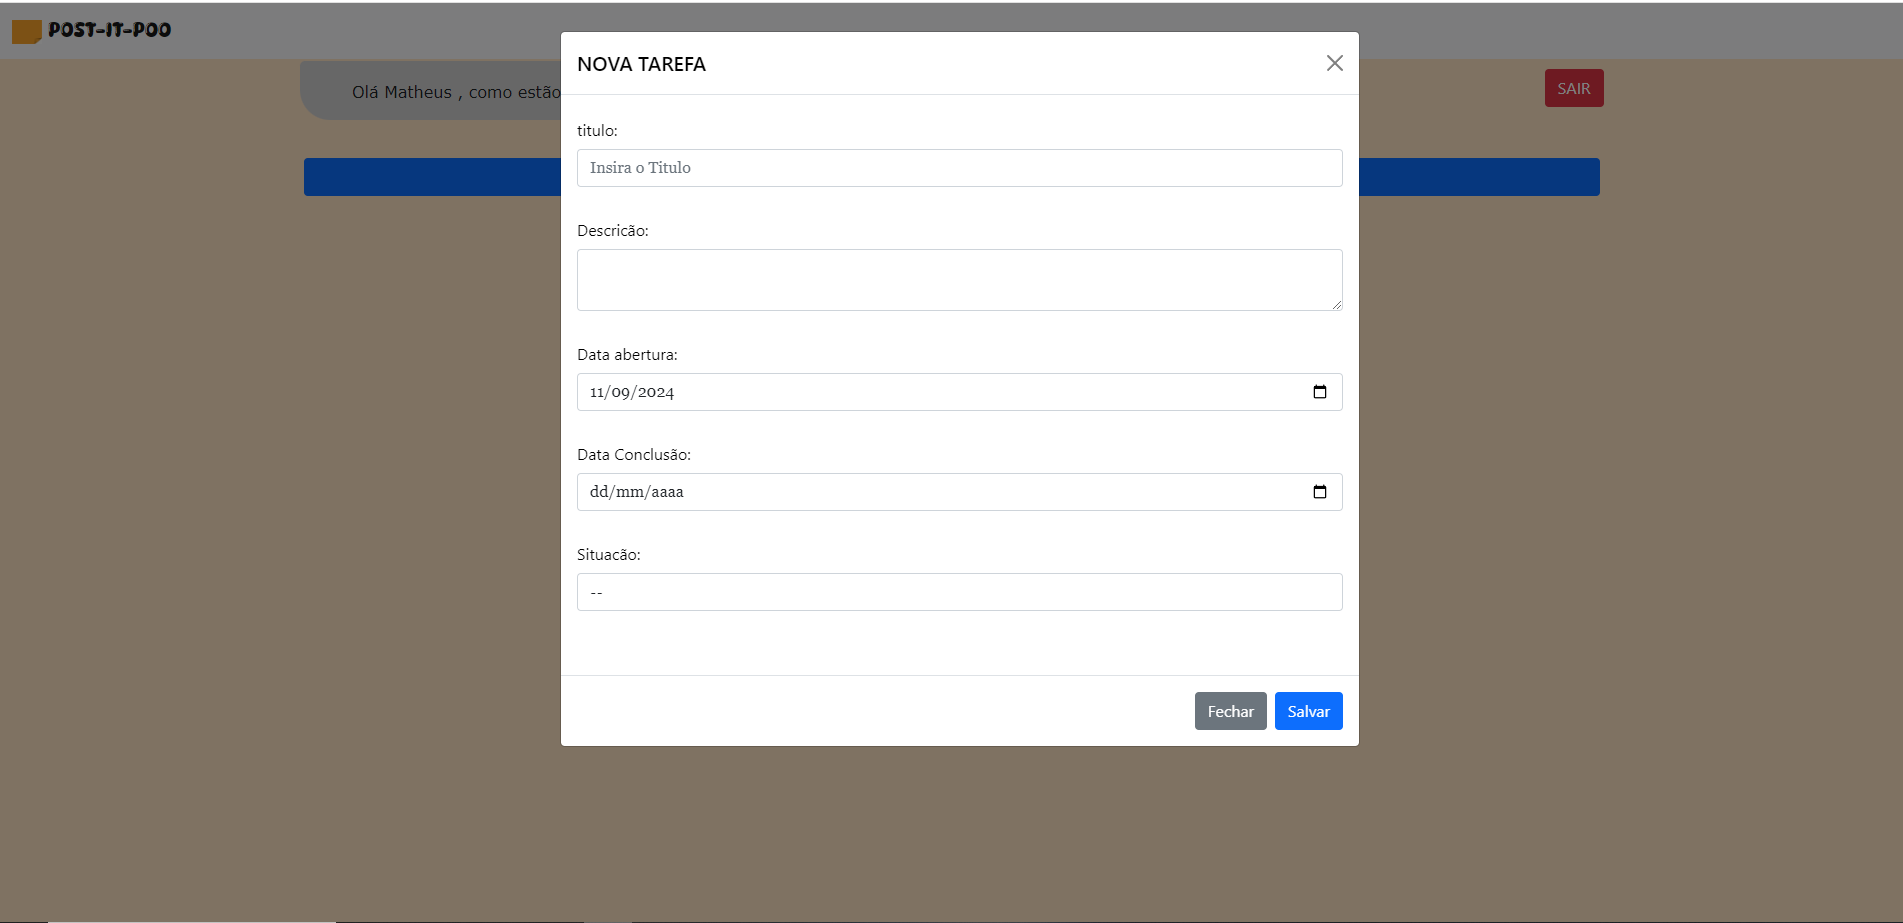 POST-IT-POO
Olá Matheus , como estão
SAIR
NOVA TAREFA
titulo:
Insira o Titulo
Descricão:
Data abertura:
11/09/2024
Data Conclusão:
dd/mm/aaaa
Situacão:
--
Fechar Salvar